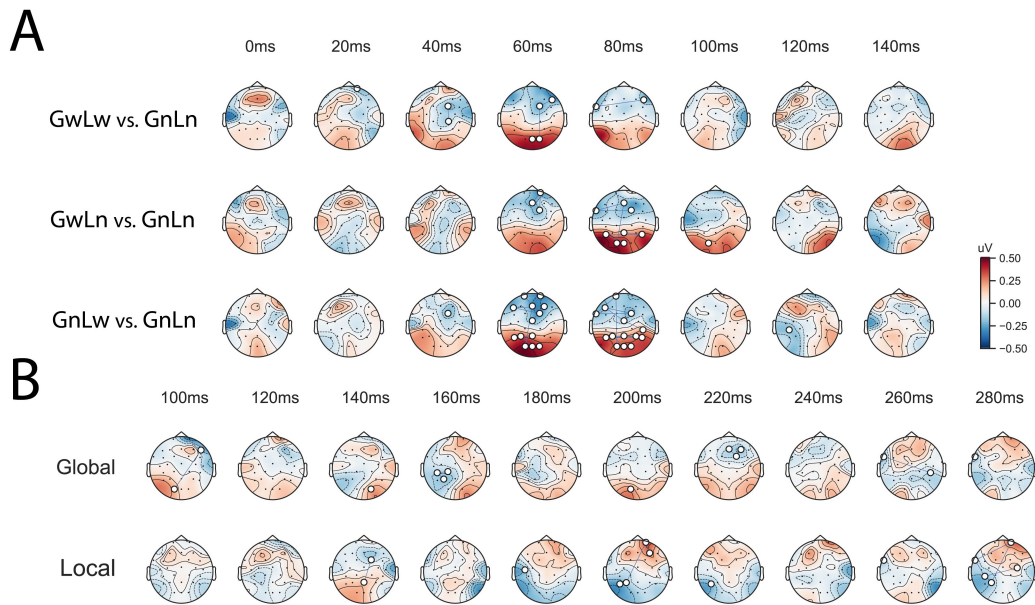 A
0ms 20ms 40ms 60ms 80ms 100ms 120ms 140ms
GwLw vs. GnLn
GwLn vs. GnLn
GnLw vs. GnLn
uV
0.50
0.25
0.00
−0.25
−0.50
B
100ms 120ms 140ms 160ms 180ms 200ms 220ms 240ms 260ms 280ms
Global
Local